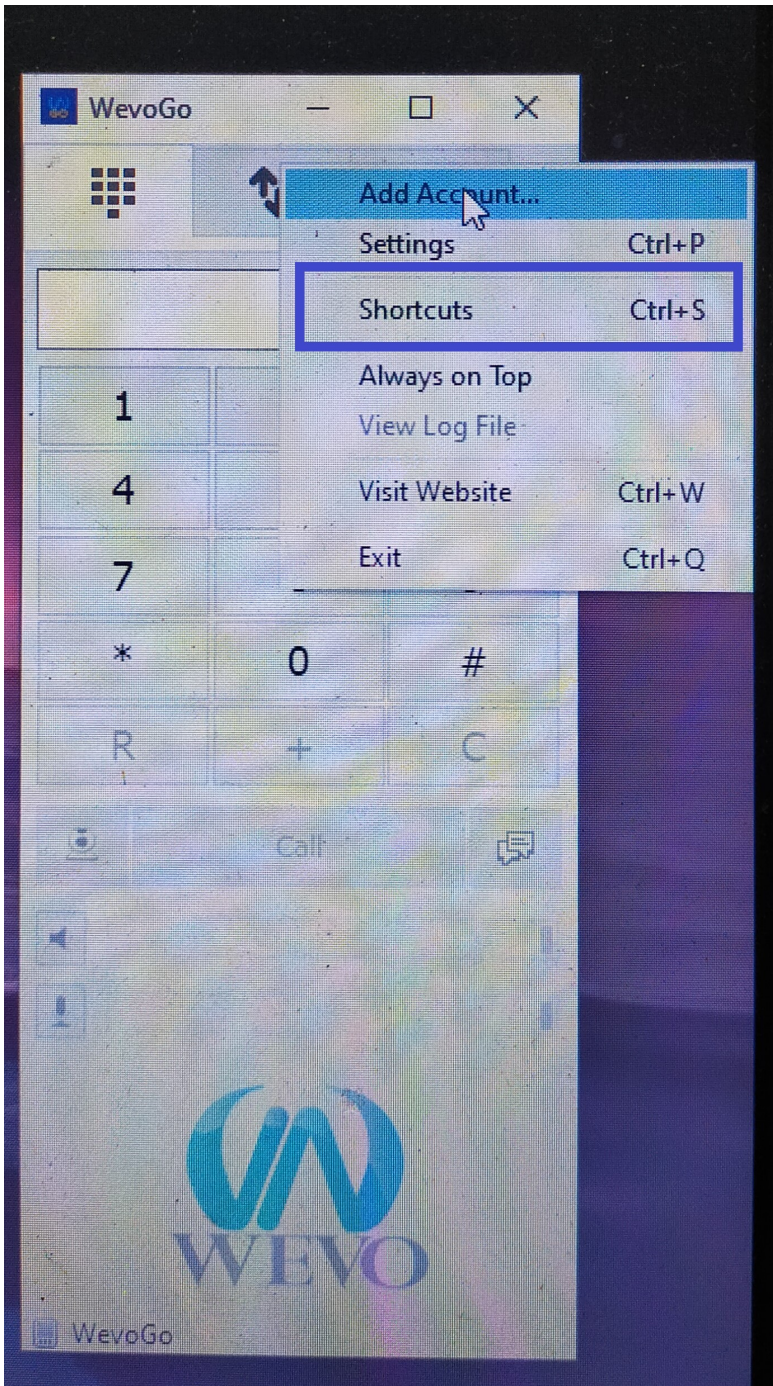 WevoGo
Add Account...
Settings Ctrl+P
Shortcuts Ctrl+S
Always on Top
View Log File
Visit Website Ctrl+W
Exit Ctrl+Q
1
4
7
* 0 #
R + C
Call
WEVO
WevoGo